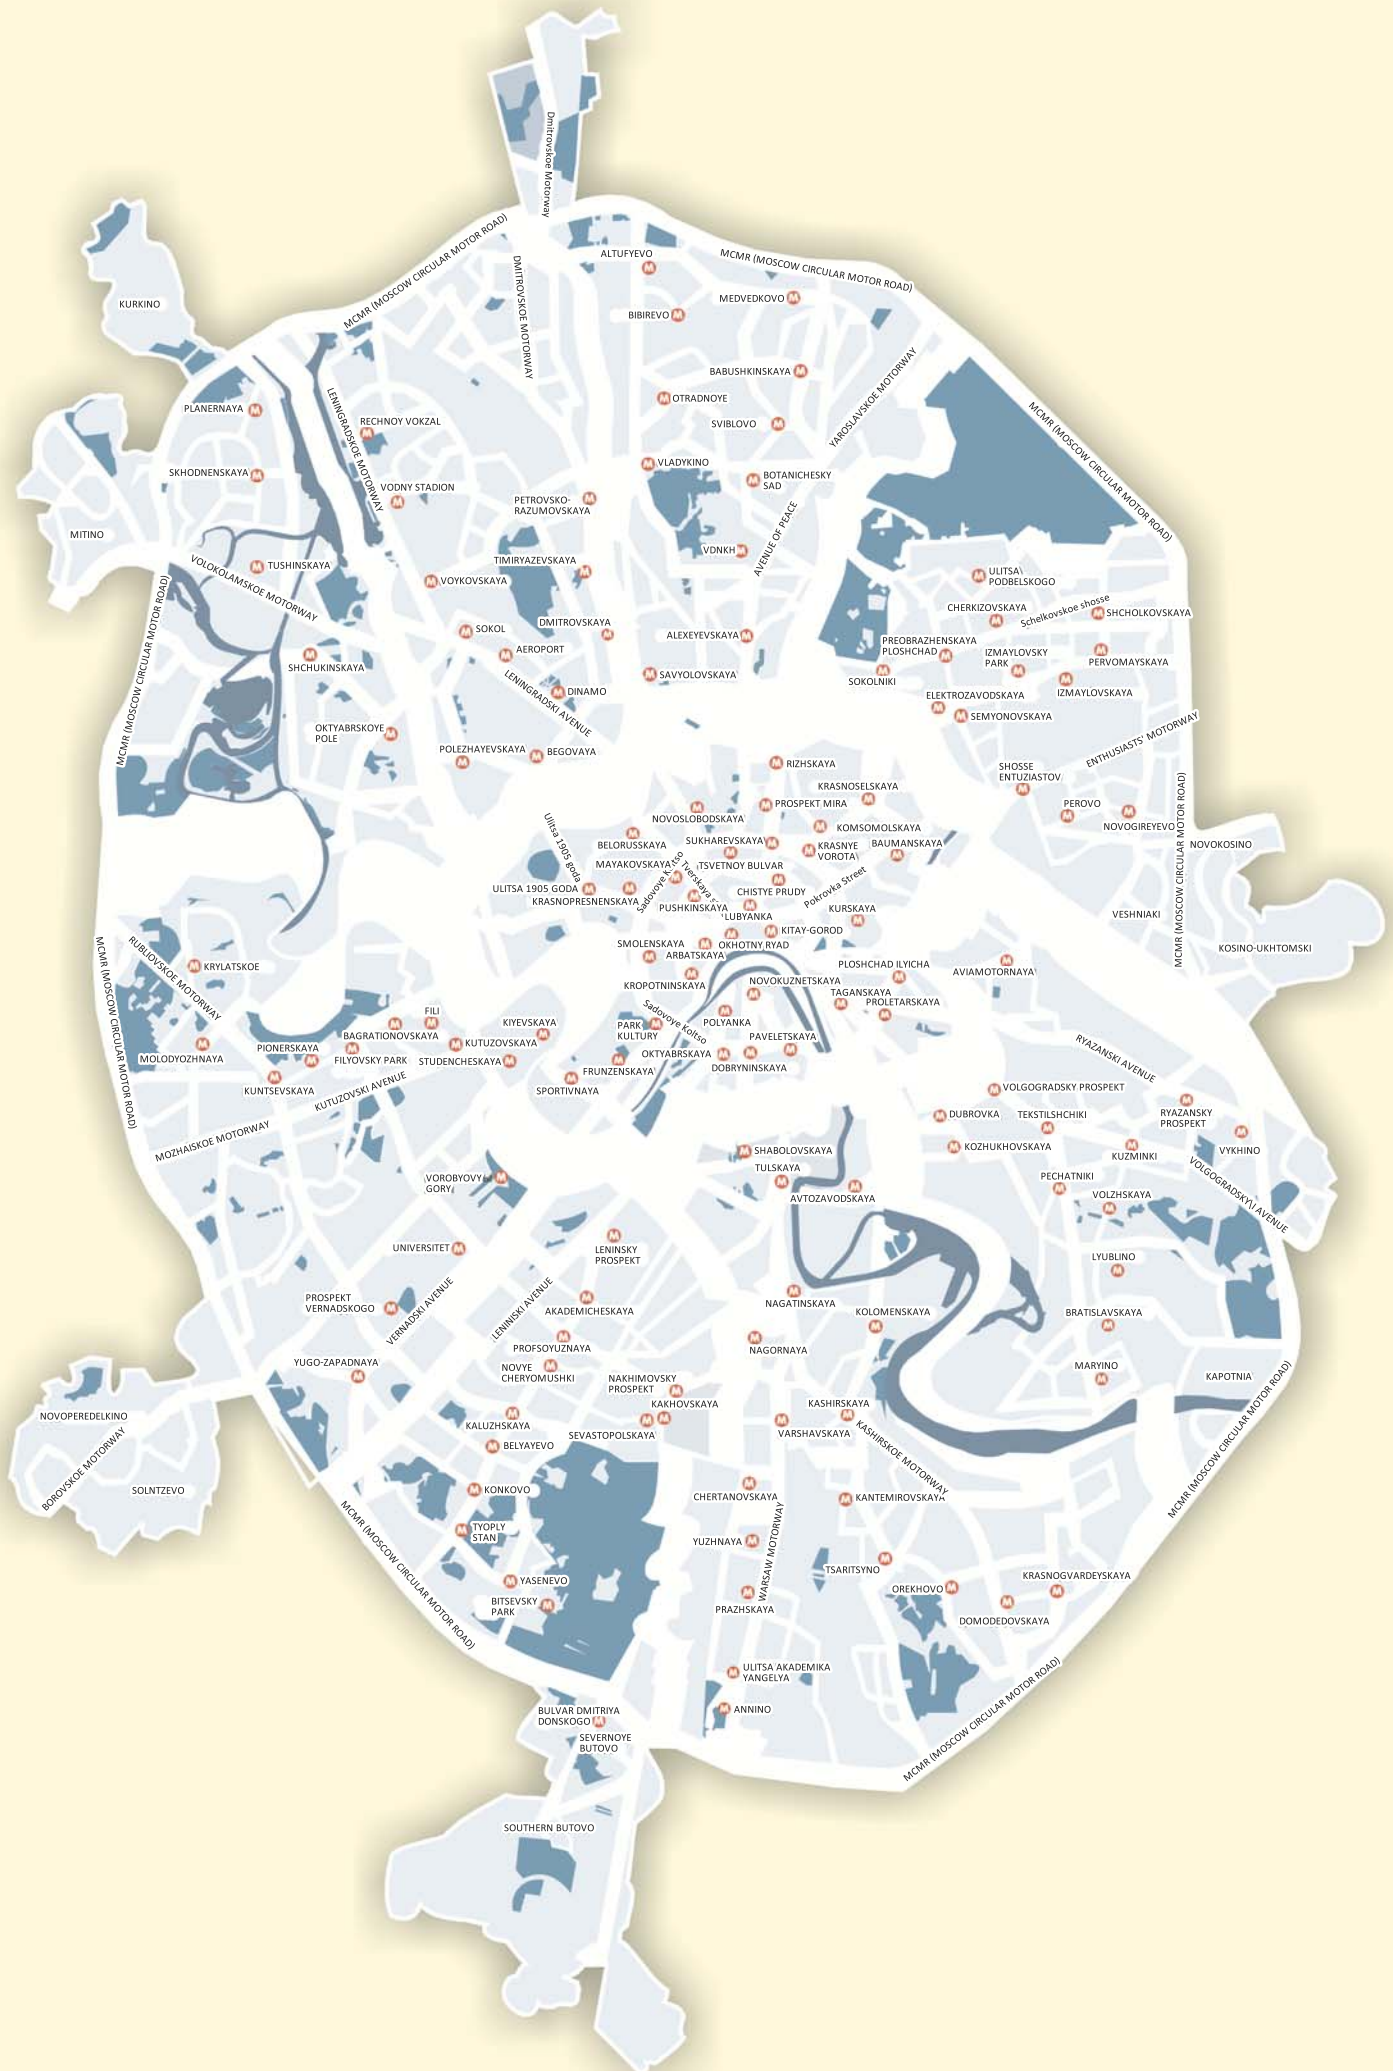 Dmitrovskoe Motorway
MCMR (MOSCOW CIRCULAR MOTOR ROAD)
ALTUFYEVO
MCMR (MOSCOW CIRCULAR MOTOR ROAD)
DMITROVSKOE MOTORWAY
MEDVEDKOVO
KURKINO
BIBIREVO
BABUSHKINSKAYA
YAROSLAVSKOE MOTORWAY
OTRADNOYE
PLANERNAYA
LENINGRADSKOE MOTORWAY
RECHNOY VOKZAL
SVIBLOVO
MCMR (MOSCOW CIRCULAR MOTOR ROAD)
SKHODNENSKAYA
VLADYKINO
BOTANICHESKY
SAD
VODNY STADION
PETROVSKO-
RAZUMOVSKAYA
MITINO
AVENUE OF PEACE
VDNKH
TUSHINSKAYA
TIMIRYAZEVSKAYA
VOLOKOLAMSKOE MOTORWAY
VOYKOVSKAYA
ULITSA
PODBELSKOGO
CHERKIZOVSKAYA
Schelkovskoe shosse
SHCHOLKOVSKAYA
MCMR (MOSCOW CIRCULAR MOTOR ROAD)
SOKOL
DMITROVSKAYA
ALEXEYEVSKAYA
PREOBRAZHENSKAYA
PLOSHCHAD
IZMAYLOVSKY
PARK
PERVOMAYSKAYA
AEROPORT
SHCHUKINSKAYA
SAVYOLOVSKAYA
SOKOLNIKI
IZMAYLOVSKAYA
LENINGRADSKI AVENUE
DINAMO
ELEKTROZAVODSKAYA
SEMYONOVSKAYA
OKTYABRSKOYE
POLE
POLEZHAYEVSKAYA
BEGOVAYA
ENTHUSIASTS' MOTORWAY
RIZHSKAYA
SHOSSE
ENTUZIASTOV
KRASNOSELSKAYA
PROSPEKT MIRA
PEROVO
NOVOSLOBODSKAYA
NOVOGIREYEVO
MCMR (MOSCOW CIRCULAR MOTOR ROAD)
Ulitsa 1905 goda
KOMSOMOLSKAYA
BELORUSSKAYA
SUKHAREVSKAYA
KRASNYE
VOROTA
BAUMANSKAYA
NOVOKOSINO
MAYAKOVSKAYA
TSVETNOY BULVAR
Sadovoye Koltso
Tverskaya s
Pokrovka Street
ULITSA 1905 GODA
CHISTYE PRUDY
KRASNOPRESNENSKAYA
PUSHKINSKAYA
KURSKAYA
VESHNIAKI
LUBYANKA
KITAY-GOROD
SMOLENSKAYA
OKHOTNY RYAD
KOSINO-UKHTOMSKI
ARBATSKAYA
RUBLIOVSKOE MOTORWAY
KRYLATSKOE
PLOSHCHAD ILYICHA
AVIAMOTORNAYA
MCMR (MOSCOW CIRCULAR MOTOR ROAD)
KROPOTNINSKAYA
NOVOKUZNETSKAYA
TAGANSKAYA
PROLETARSKAYA
Sadovoye Koltso
FILI
KIYEVSKAYA
PARK
KULTURY
POLYANKA
BAGRATIONOVSKAYA
PAVELETSKAYA
KUTUZOVSKAYA
PIONERSKAYA
MOLODYOZHNAYA
FILYOVSKY PARK
STUDENCHESKAYA
OKTYABRSKAYA
RYAZANSKI AVENUE
FRUNZENSKAYA
DOBRYNINSKAYA
KUNTSEVSKAYA
SPORTIVNAYA
KUTUZOVSKI AVENUE
VOLGOGRADSKY PROSPEKT
DUBROVKA
TEKSTILSHCHIKI
RYAZANSKY
PROSPEKT
MOZHAISKOE MOTORWAY
SHABOLOVSKAYA
KOZHUKHOVSKAYA
KUZMINKI
VYKHINO
TULSKAYA
VOROBYOVY
GORY
PECHATNIKI
VOLGOGRADSKY\I AVENUE
AVTOZAVODSKAYA
VOLZHSKAYA
UNIVERSITET
LENINSKY
PROSPEKT
LYUBLINO
PROSPEKT
VERNADSKOGO
VERNADSKI AVENUE
LENINISKI AVENUE
AKADEMICHESKAYA
NAGATINSKAYA
KOLOMENSKAYA
BRATISLAVSKAYA
PROFSOYUZNAYA
NAGORNAYA
YUGO-ZAPADNAYA
NOVYE
CHERYOMUSHKI
MARYINO
KAPOTNIA
NAKHIMOVSKY
PROSPEKT
KAKHOVSKAYA
KASHIRSKAYA
NOVOPEREDELKINO
KALUZHSKAYA
SEVASTOPOLSKAYA
VARSHAVSKAYA
KASHIRSKOE MOTORWAY
MCMR (MOSCOW CIRCULAR MOTOR ROAD)
BELYAYEVO
BOROVSKOE MOTORWAY
SOLNTZEVO
KONKOVO
CHERTANOVSKAYA
KANTEMIROVSKAYA
MCMR (MOSCOW CIRCULAR MOTOR ROAD)
TYOPLY
STAN
YUZHNAYA
WARSAW MOTORWAY
TSARITSYNO
YASENEVO
KRASNOGVARDEYSKAYA
OREKHOVO
BITSEVSKY
PARK
PRAZHSKAYA
DOMODEDOVSKAYA
ULITSA AKADEMIKA
YANGELYA
MCMR (MOSCOW CIRCULAR MOTOR ROAD)
BULVAR DMITRIYA
DONSKOGO
ANNINO
SEVERNOYE
BUTOVO
SOUTHERN BUTOVO